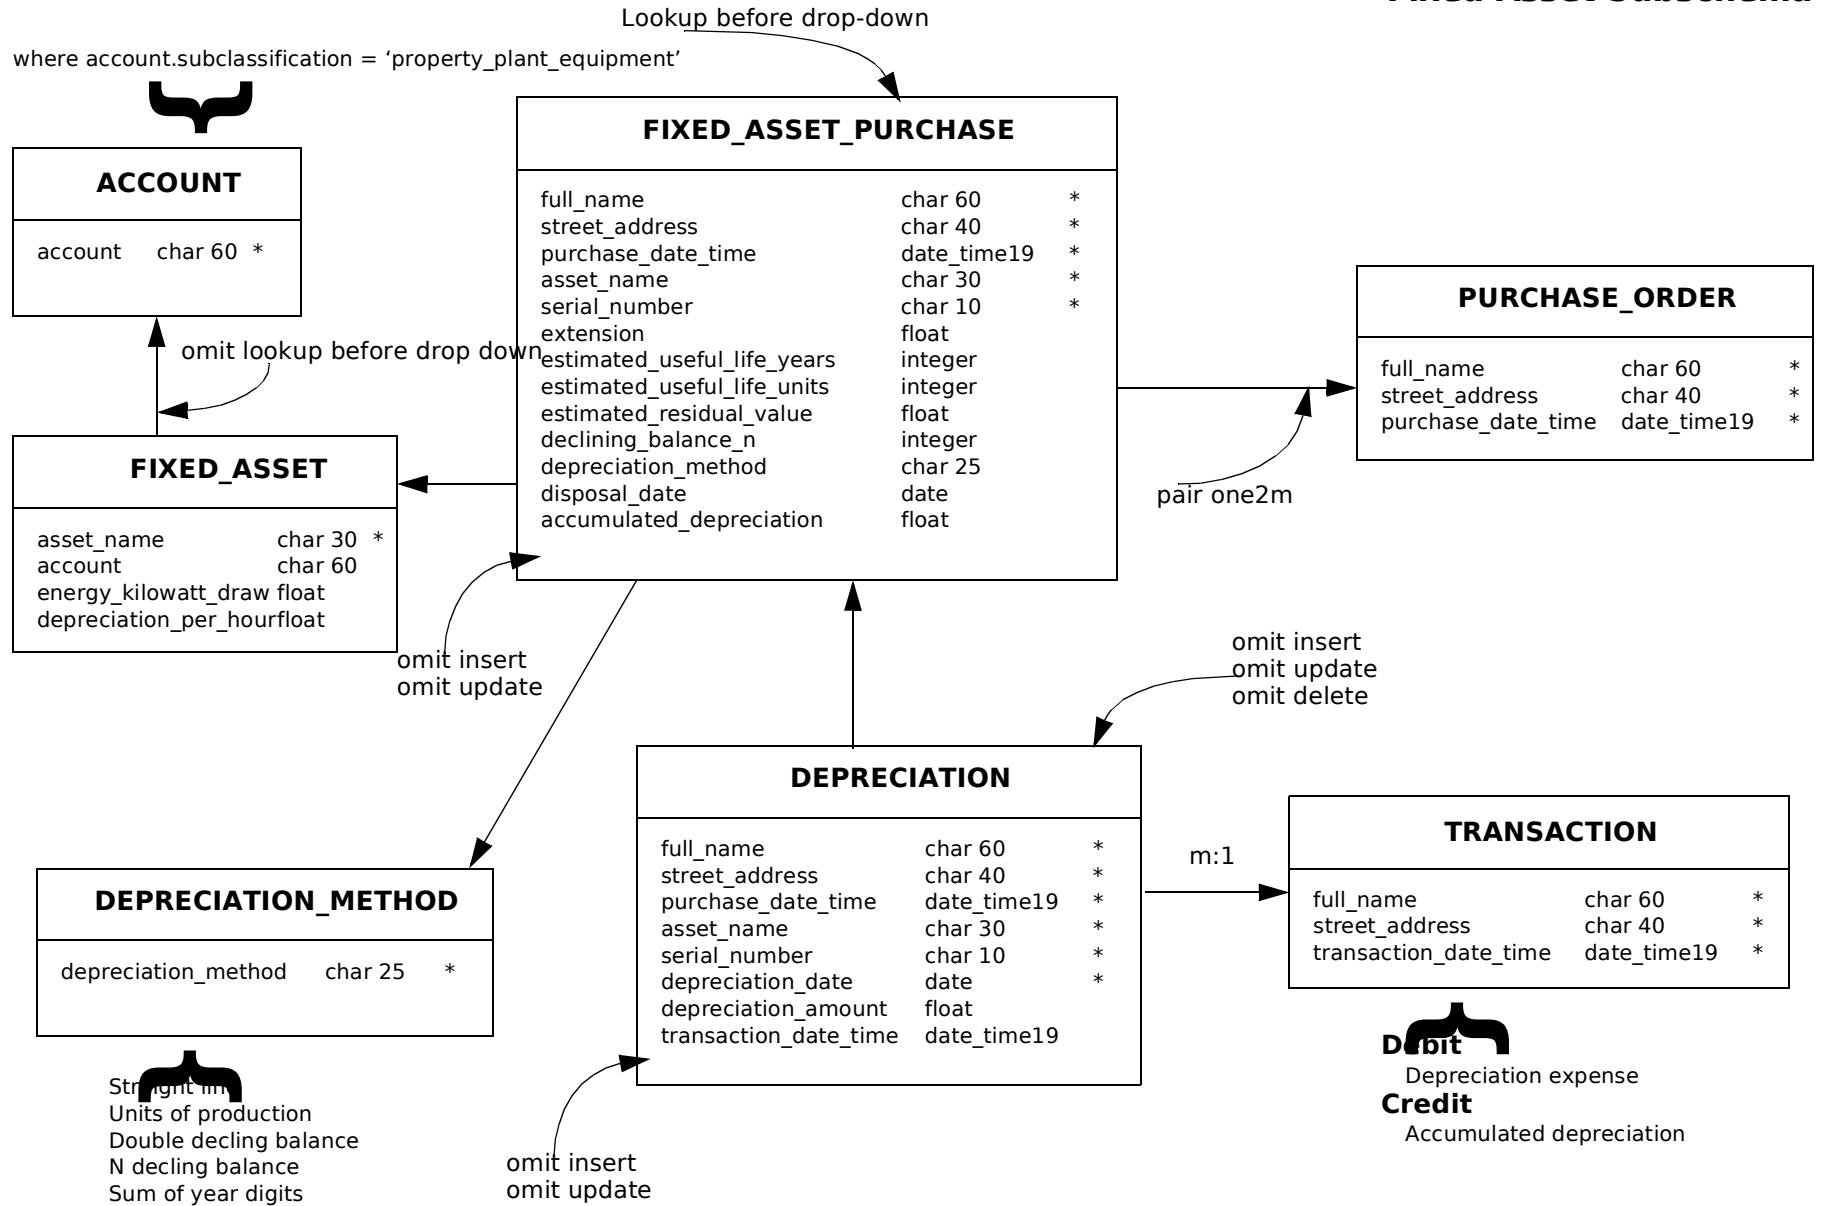 Lookup before drop-down
where account.subclassification = ‘property_plant_equipment’
FIXED_ASSET_PURCHASE
full_name char 60 *
street_address char 40 *
purchase_date_time date_time19 *
asset_name char 30 *
serial_number char 10 *
extension float
estimated_useful_life_years integer
estimated_useful_life_units integer
estimated_residual_value float
declining_balance_n integer
depreciation_method char 25
disposal_date date
accumulated_depreciation float
ACCOUNT
account char 60 *
omit lookup before drop down
PURCHASE_ORDER
full_name char 60 *
street_address char 40 *
purchase_date_time date_time19 *
pair one2m
FIXED_ASSET
asset_name char 30 *
account char 60
energy_kilowatt_draw float
depreciation_per_hourfloat
omit insert
omit update
omit insert
omit update
omit delete
DEPRECIATION
full_name char 60 *
street_address char 40 *
purchase_date_time date_time19 *
asset_name char 30 *
serial_number char 10 *
depreciation_date date *
depreciation_amount float
transaction_date_time date_time19
m:1
TRANSACTION
full_name char 60 *
street_address char 40 *
transaction_date_time date_time19 *
Debit
Depreciation expense
Credit
Accumulated depreciation
DEPRECIATION_METHOD
depreciation_method char 25 *
Straight line
Units of production
Double decling balance
N decling balance
Sum of year digits
omit insert
omit update